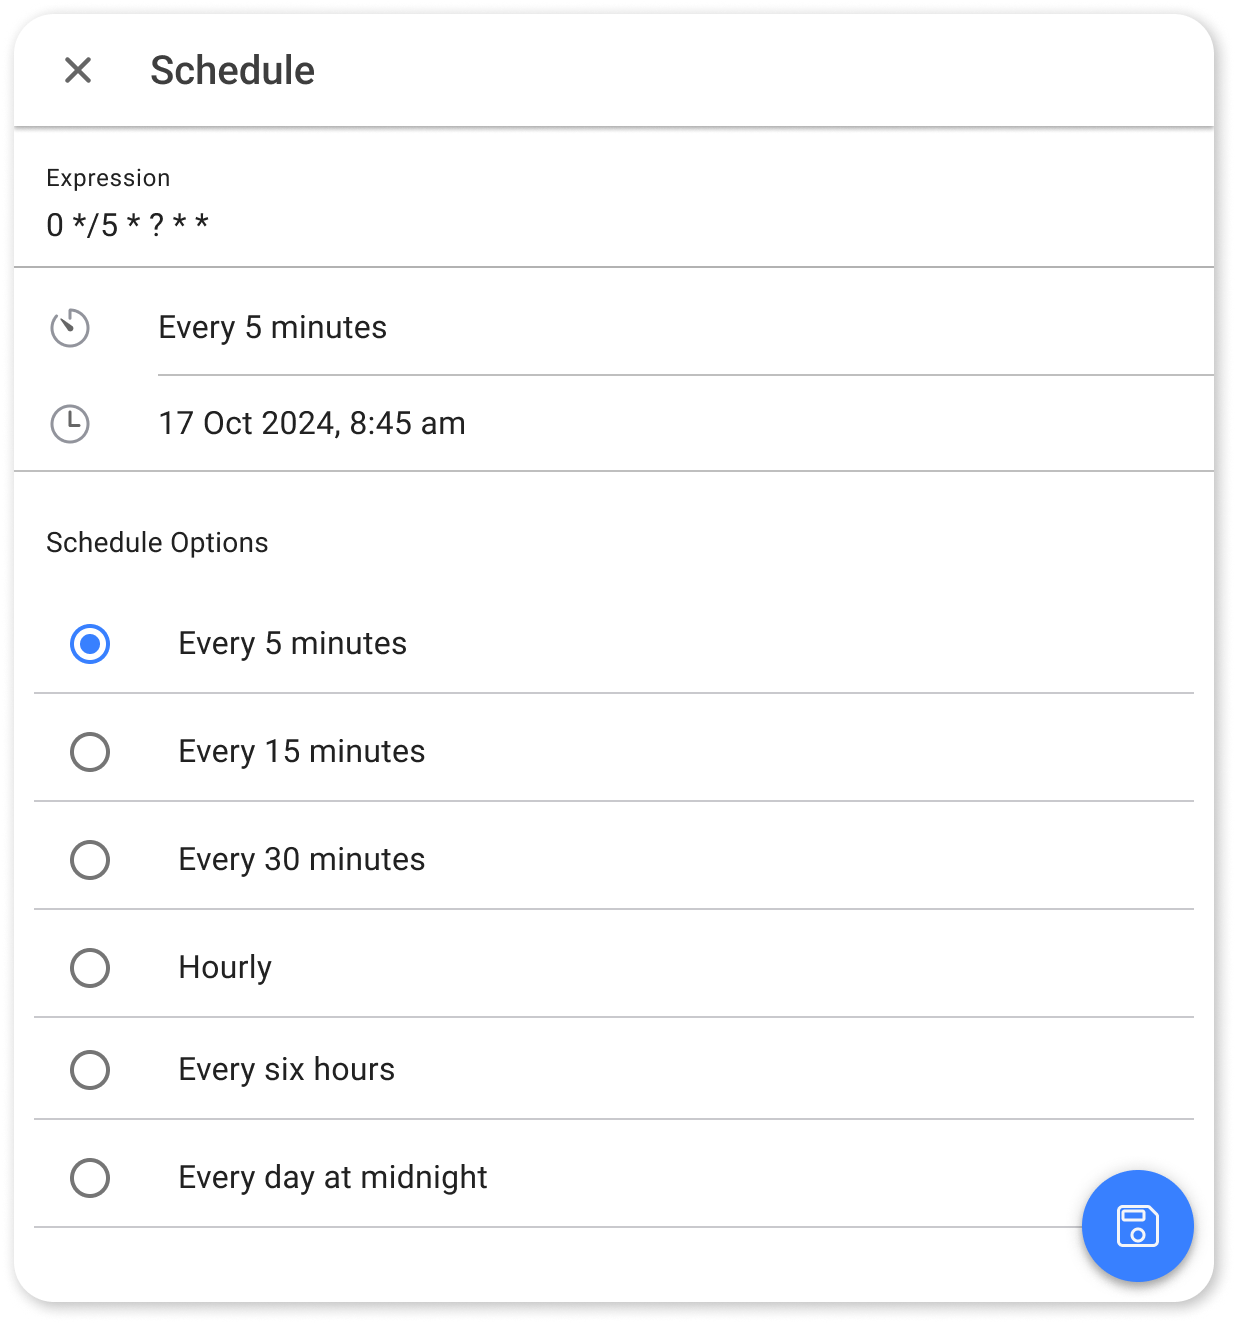 Schedule
Expression
0 */5 * ? * *
Every 5 minutes
17 Oct 2024, 8:45 am
Schedule Options
Every 5 minutes
Every 15 minutes
Every 30 minutes
Hourly
Every six hours
Every day at midnight